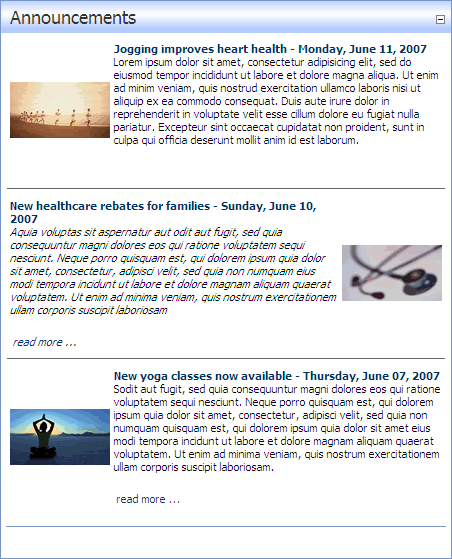 Announcements
Jogging improves heart health - Monday, June 11, 2007
Lorem ipsum dolor sit amet, consectetur adipisicing elit, sed do
eiusmod tempor incididunt ut labore et dolore magna aliqua. Ut enim
ad minim veniam, quis nostrud exercitation ullamco laboris nisi ut
aliquip ex ea commodo consequat. Duis aute irure dolor in
reprehenderit in voluptate velit esse cillum dolore eu fugiat nulla
pariatur. Excepteur sint occaecat cupidatat non proident, sunt in
culpa qui officia deserunt mollit anim id est laborum.
New healthcare rebates for families - Sunday, June 10,
2007
Aquia voluptas sit aspernatur aut odit aut fugit, sed quia
consequuntur magni dolores eos qui ratione voluptatem sequi
nesciunt. Neque porro quisquam est, qui dolorem ipsum quia dolor
sit amet, consectetur, adipisci velit, sed quia non numquam eius
modi tempora incidunt ut labore et dolore magnam aliquam quaerat
voluptatem. Ut enim ad minima veniam, quis nostrum exercitationem
ullam corporis suscipit laboriosam
read more ...
New yoga classes now available - Thursday, June 07, 2007
Sodit aut fugit, sed quia consequuntur magni dolores eos qui ratione
voluptatem sequi nesciunt. Neque porro quisquam est, qui dolorem
ipsum quia dolor sit amet, consectetur, adipisci velit, sed quia non
numquam quisquam est, qui dolorem ipsum quia dolor sit amet eius
modi tempora incidunt ut labore et dolore magnam aliquam quaerat
voluptatem. Ut enim ad minima veniam, quis nostrum exercitationem
ullam corporis suscipit laboriosam.
read more ...